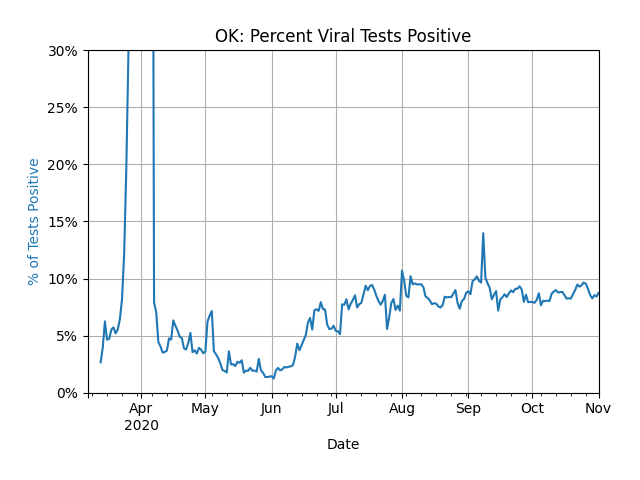 OK: Percent Viral Tests Positive
30%
25%
20%
15%
10%
5%
0%
% of Tests Positive
Apr May Jun Jul Aug Sep Oct Nov
2020
Date